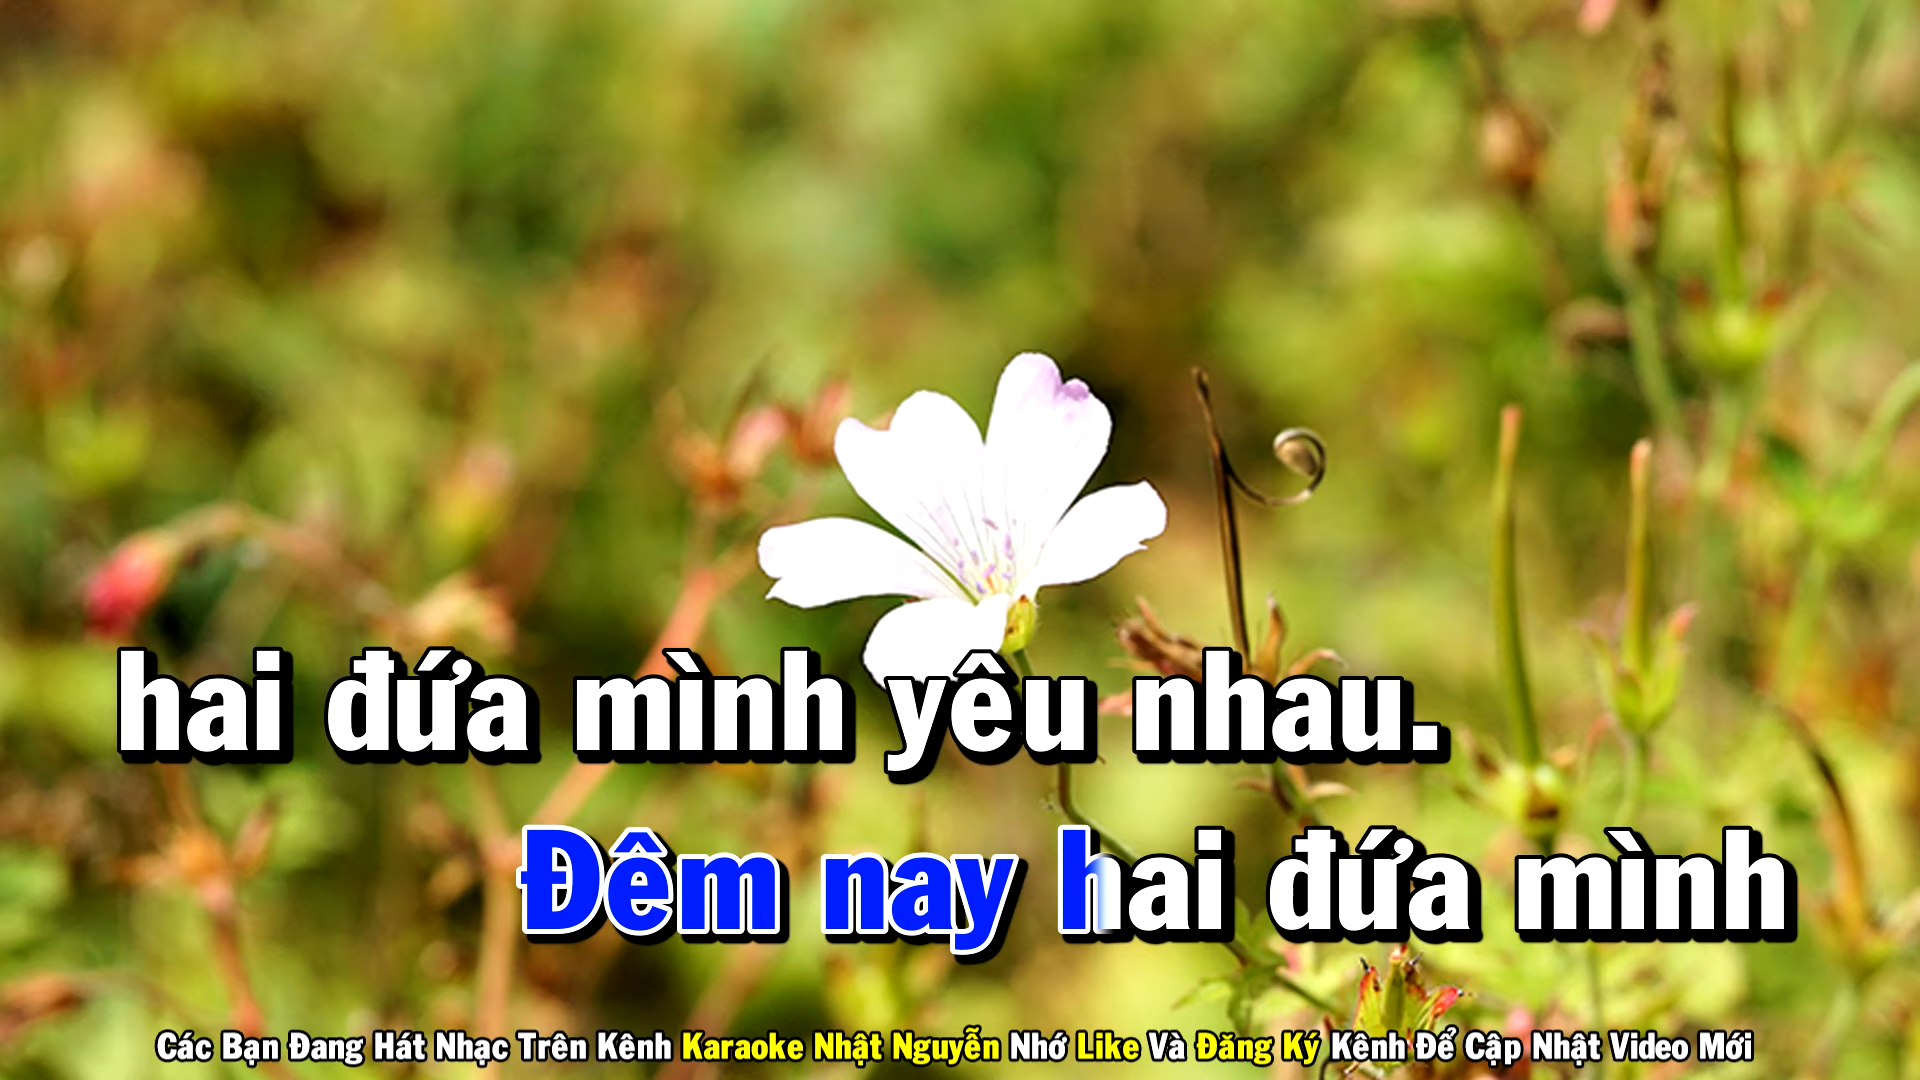 hai đứa mình yêu nhau.
Đêm nay hai đứa mình
Các Bạn Đang Hát Nhạc Trên Kênh Karaoke Nhật Nguyễn Nhớ Like Và Đăng Ký Kênh Để Cập Nhật Video Mới